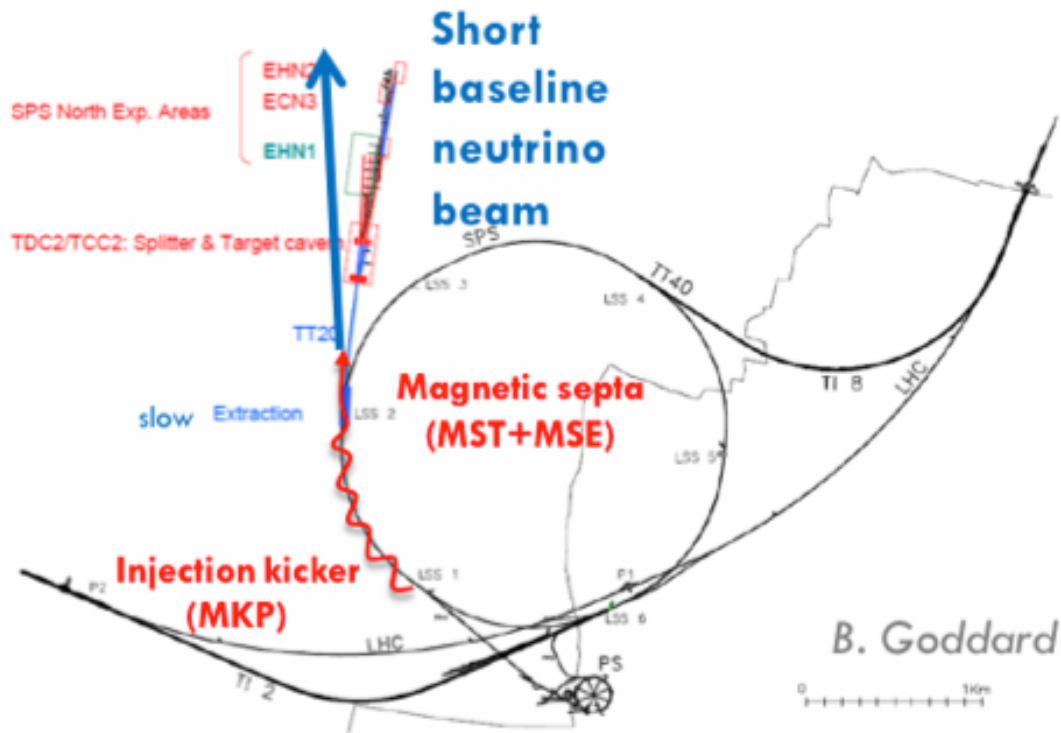 Short
baseline
neutrino
beam
EHN2
ECN3
SPS North Exp. Areas
EHN1
TDC2/TCC2: Splitter & Target cavern
SPS
LSS 3
LSS 4
TT40
TT20
TI 8
LHC
Magnetic septa
(MST+MSE)
slow
Extraction
LSS 2
LSS 5
Injection kicker
(MKP)
LSS 1
P1
P2
LSS 6
LHC
TI 2
PS
B. Goddard
0
1Km